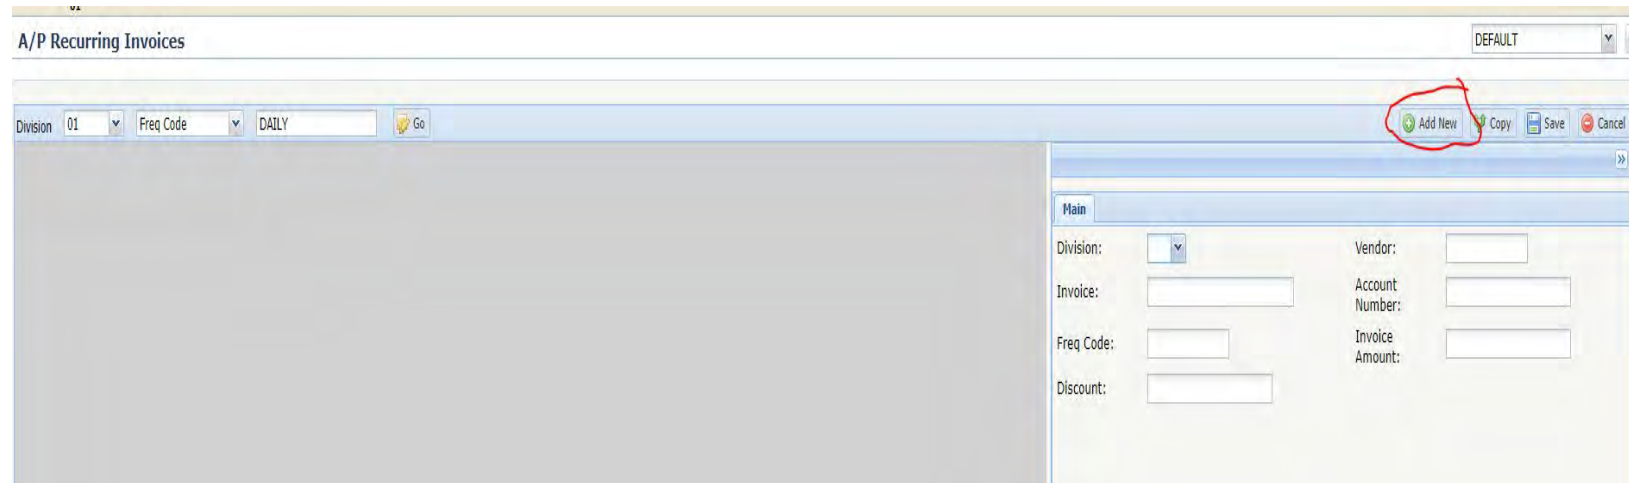 01
A/P Recurring Invoices
DEFAULT
Division 01 Freq Code DAILY Go Add New Copy Save Cancel
»
Main
Division: Vendor:
Invoice: Account Number:
Freq Code: Invoice Amount:
Discount: